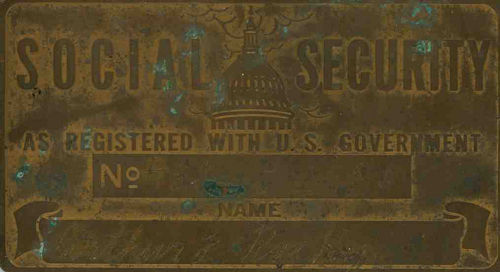 SOCIAL SECURITY
AS REGISTERED WITH U.S. GOVERNMENT
No
NAME